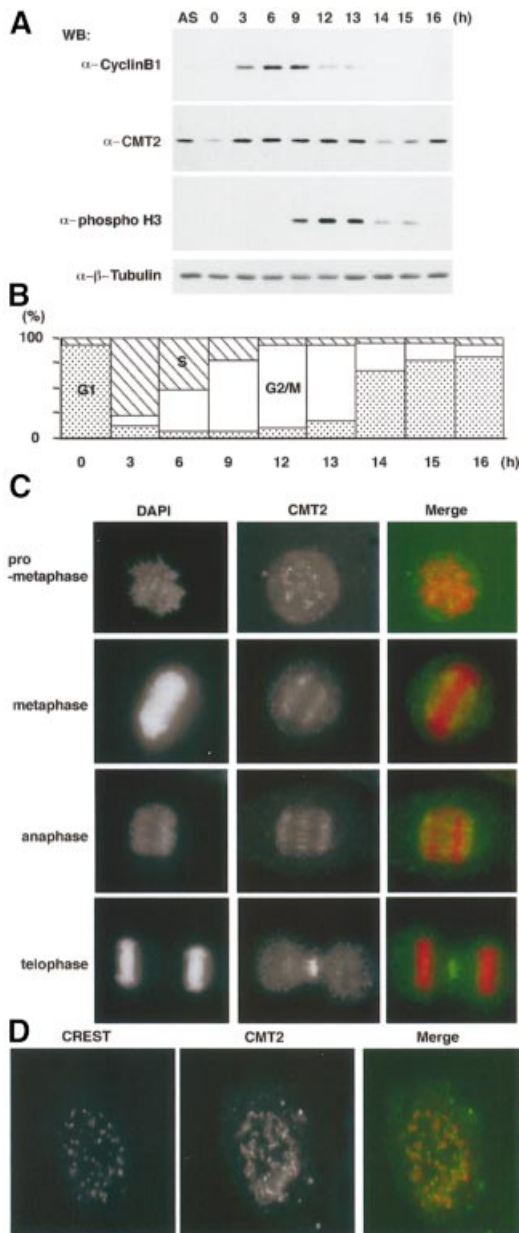 A
AS 0 3 6 9 12 13 14 15 16 (h)
WB:
α-CyclinB1
α-CMT2
α-phospho H3
α-β-Tubulin
B
(%)
100
0
G1
S
G2/M
0 3 6 9 12 13 14 15 16 (h)
C
DAPI CMT2 Merge
pro
-metaphase
metaphase
anaphase
telophase
D
CREST CMT2 Merge